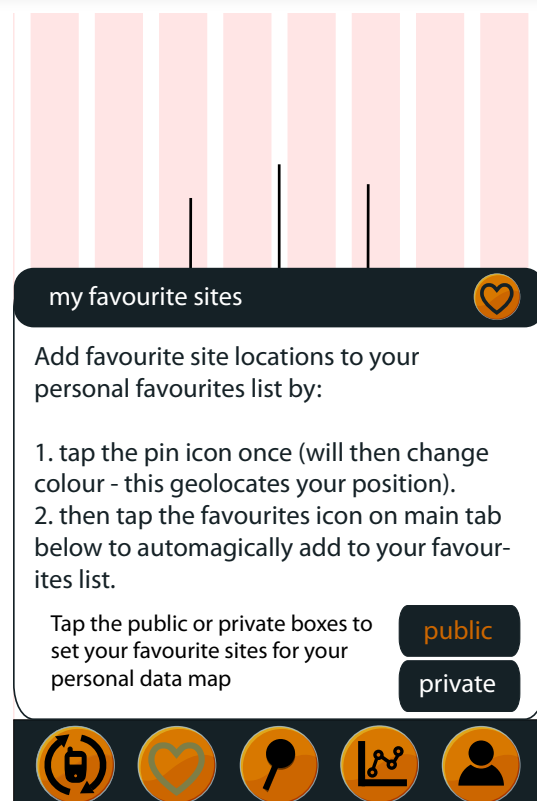 my favourite sites
Add favourite site locations to your
personal favourites list by:
1. tap the pin icon once (will then change
colour - this geolocates your position).
2. then tap the favourites icon on main tab
below to automagically add to your favour-
ites list.
Tap the public or private boxes to
set your favourite sites for your
personal data map
public
private